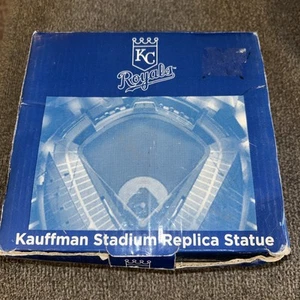 KC
Royals
Kauffman Stadium Replica Statue